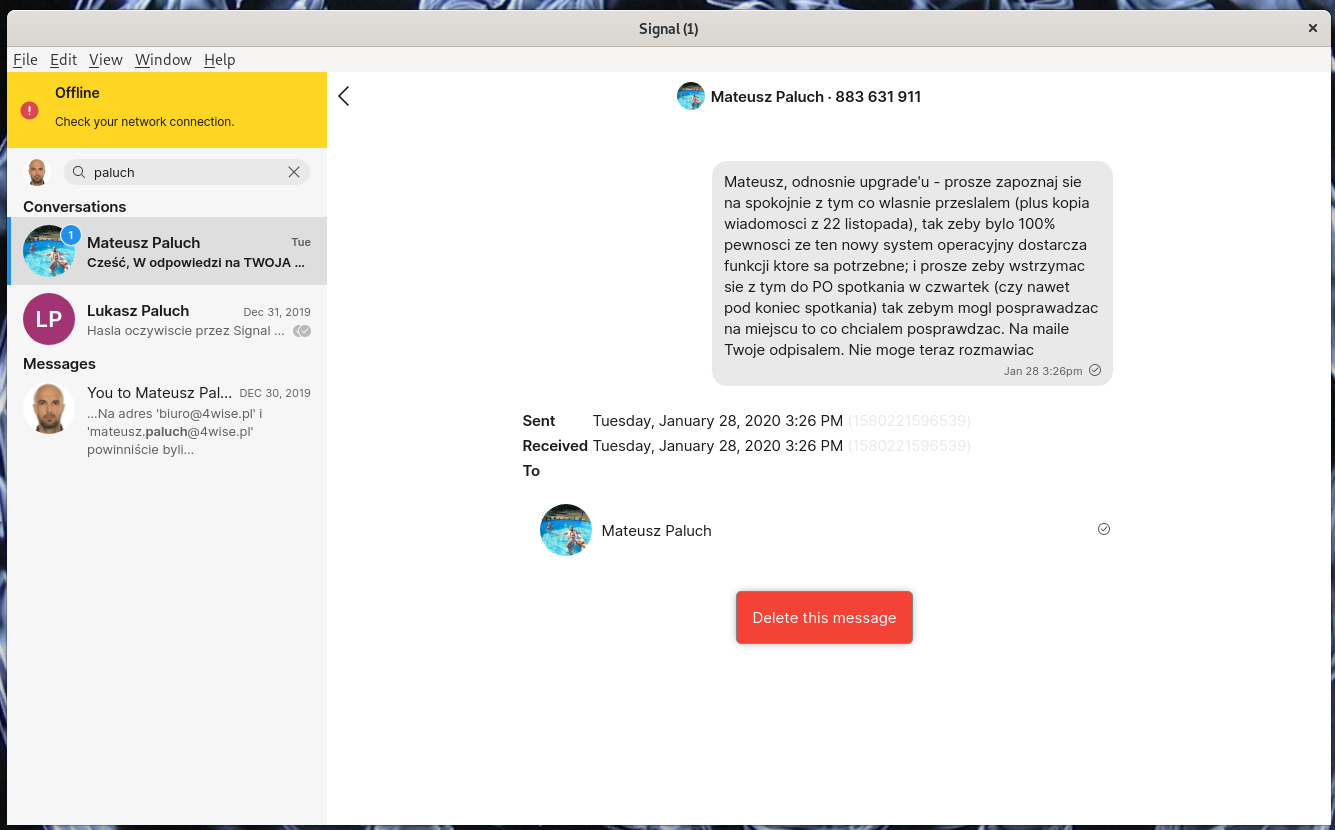 Signal (1)
File Edit View Window Help
Offline
Check your network connection.
paluch
Conversations
1
Mateusz Paluch Tue
Cześć, W odpowiedzi na TWOJA ...
LP
Lukasz Paluch Dec 31, 2019
Hasla oczywiscie przez Signal ...
Messages
You to Mateusz Pal... DEC 30, 2019
...Na adres 'biuro@4wise.pl' i
'mateusz.paluch@4wise.pl'
powinniście byli...
Mateusz Paluch · 883 631 911
Mateusz, odnosnie upgrade'u - prosze zapoznaj sie
na spokojnie z tym co wlasnie przeslalem (plus kopia
wiadomosci z 22 listopada), tak zeby bylo 100%
pewnosci ze ten nowy system operacyjny dostarcza
funkcji ktore sa potrzebne; i prosze zeby wstrzymac
sie z tym do PO spotkania w czwartek (czy nawet
pod koniec spotkania) tak zebym mogl posprawadzac
na miejscu to co chcialem posprawdzac. Na maile
Twoje odpisalem. Nie moge teraz rozmawiac
Jan 28 3:26pm
Sent Tuesday, January 28, 2020 3:26 PM (1580221596539)
Received Tuesday, January 28, 2020 3:26 PM (1580221596539)
To
Mateusz Paluch
Delete this message